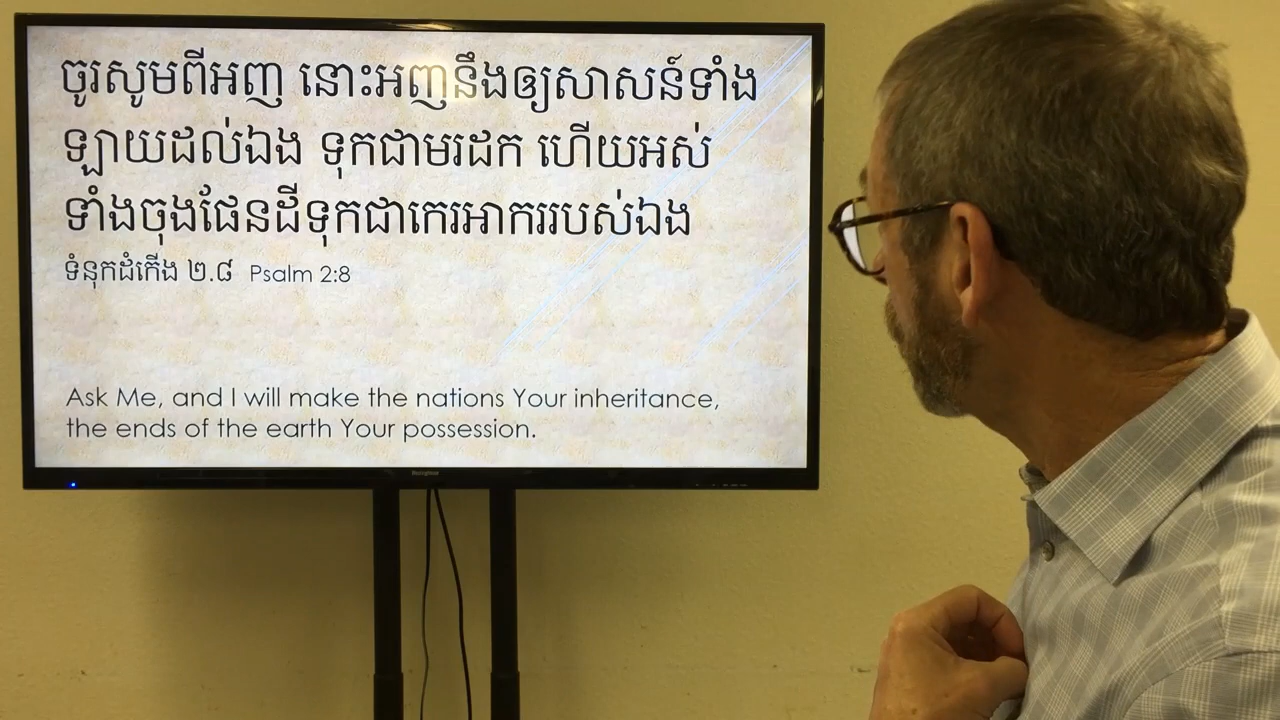 ចូរសូមពីអញ នោះអញនឹងឲ្យសាសន៍ទាំង
ឡាយដល់ឯង ទុកជាមរដក ហើយអស់
ទាំងចុងផែនដីទុកជាកេរអាកររបស់ឯង
ទំនុកដំកើង ២.៨ Psalm 2:8
Ask Me, and I will make the nations Your inheritance,
the ends of the earth Your possession.